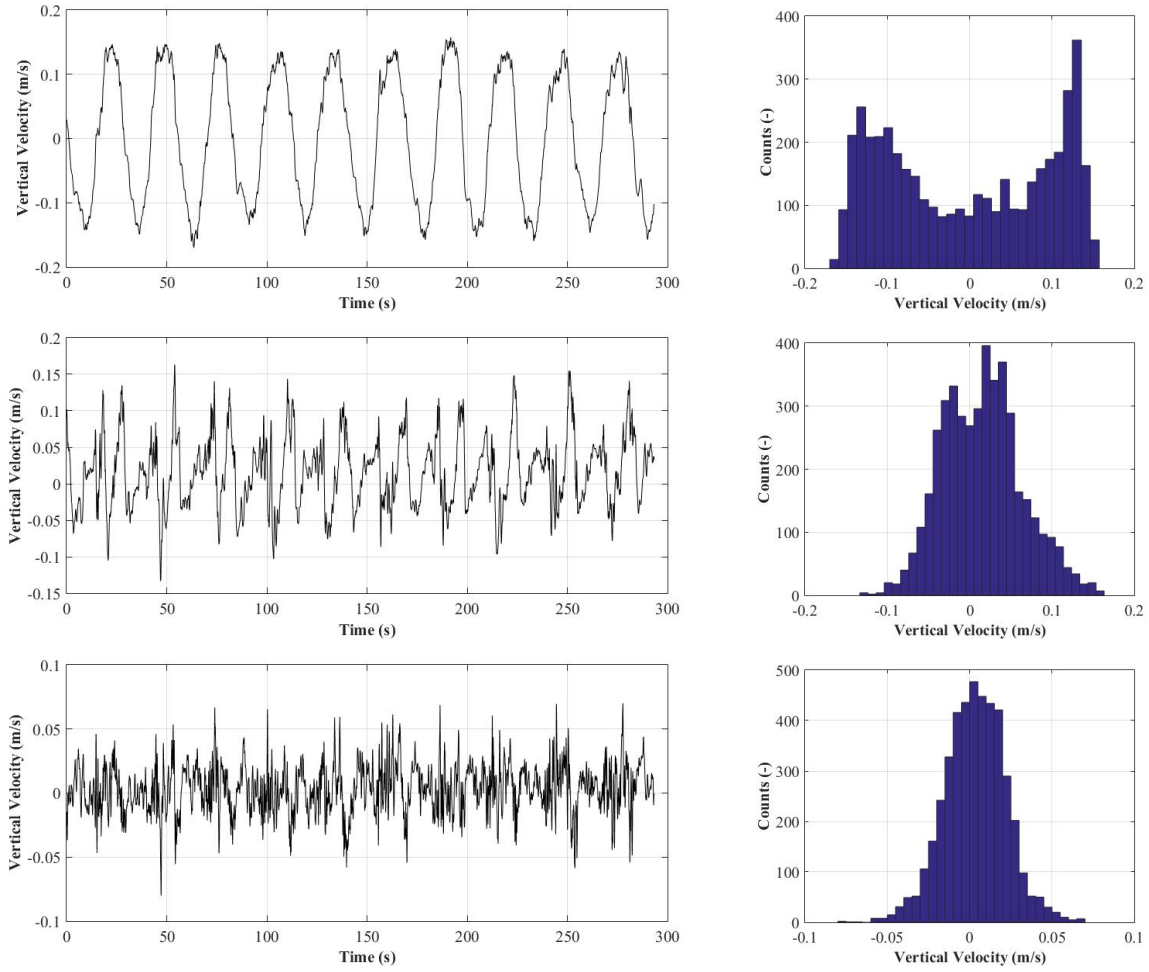 0.2
0.1
0
-0.1
-0.2
Vertical Velocity (m/s)
0 50 100 150 200 250 300
Time (s)
400
300
200
100
0
Counts (-)
-0.2 -0.1 0 0.1 0.2
Vertical Velocity (m/s)
0.2
0.15
0.1
0.05
0
-0.05
-0.1
-0.15
Vertical Velocity (m/s)
0 50 100 150 200 250 300
Time (s)
400
300
200
100
0
Counts (-)
-0.2 -0.1 0 0.1 0.2
Vertical Velocity (m/s)
0.1
0.05
0
-0.05
-0.1
Vertical Velocity (m/s)
0 50 100 150 200 250 300
Time (s)
500
400
300
200
100
0
Counts (-)
-0.1 -0.05 0 0.05 0.1
Vertical Velocity (m/s)